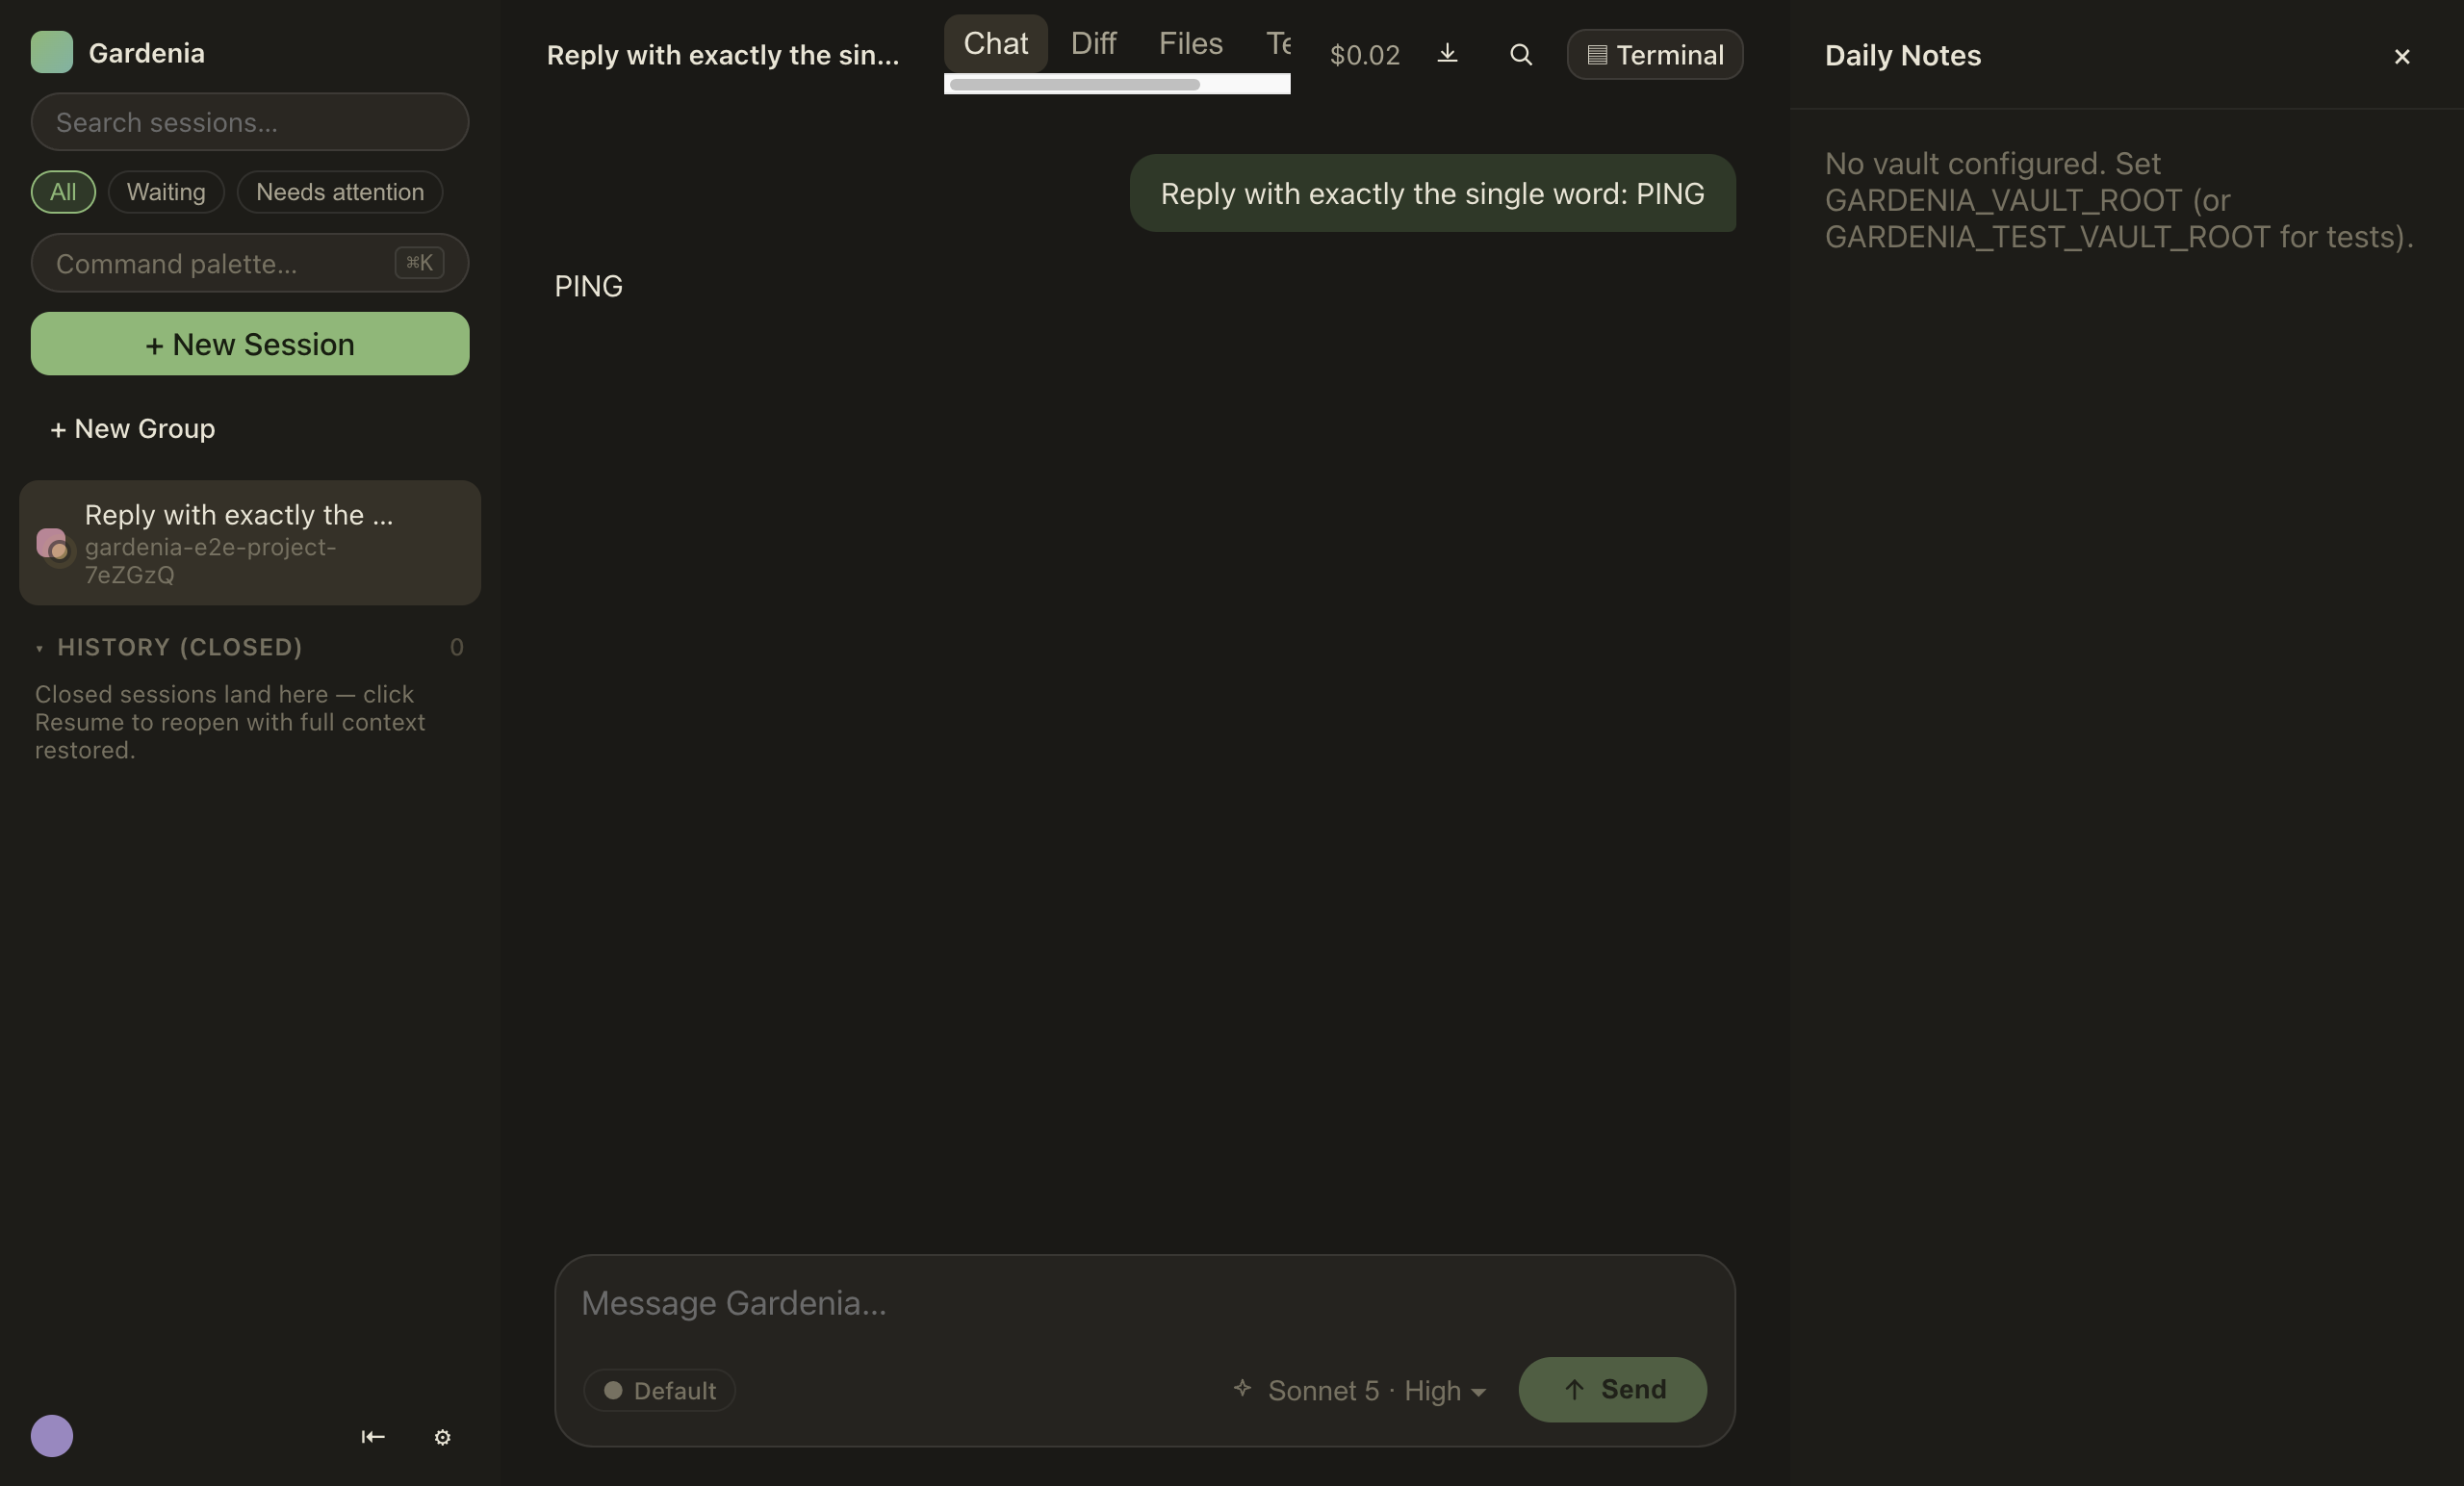 Gardenia
Search sessions...
All
Waiting
Needs attention
Command palette...
⌘K
+ New Session
+ New Group
Reply with exactly the ...
gardenia-e2e-project-
7eZGzQ
HISTORY (CLOSED)
0
Closed sessions land here — click
Resume to reopen with full context
restored.
Reply with exactly the sin...
Chat
Diff
Files
Te
$0.02
Terminal
Reply with exactly the single word: PING
PING
Message Gardenia...
Default
Sonnet 5 · High
Send
Daily Notes
No vault configured. Set
GARDENIA_VAULT_ROOT (or
GARDENIA_TEST_VAULT_ROOT for tests).